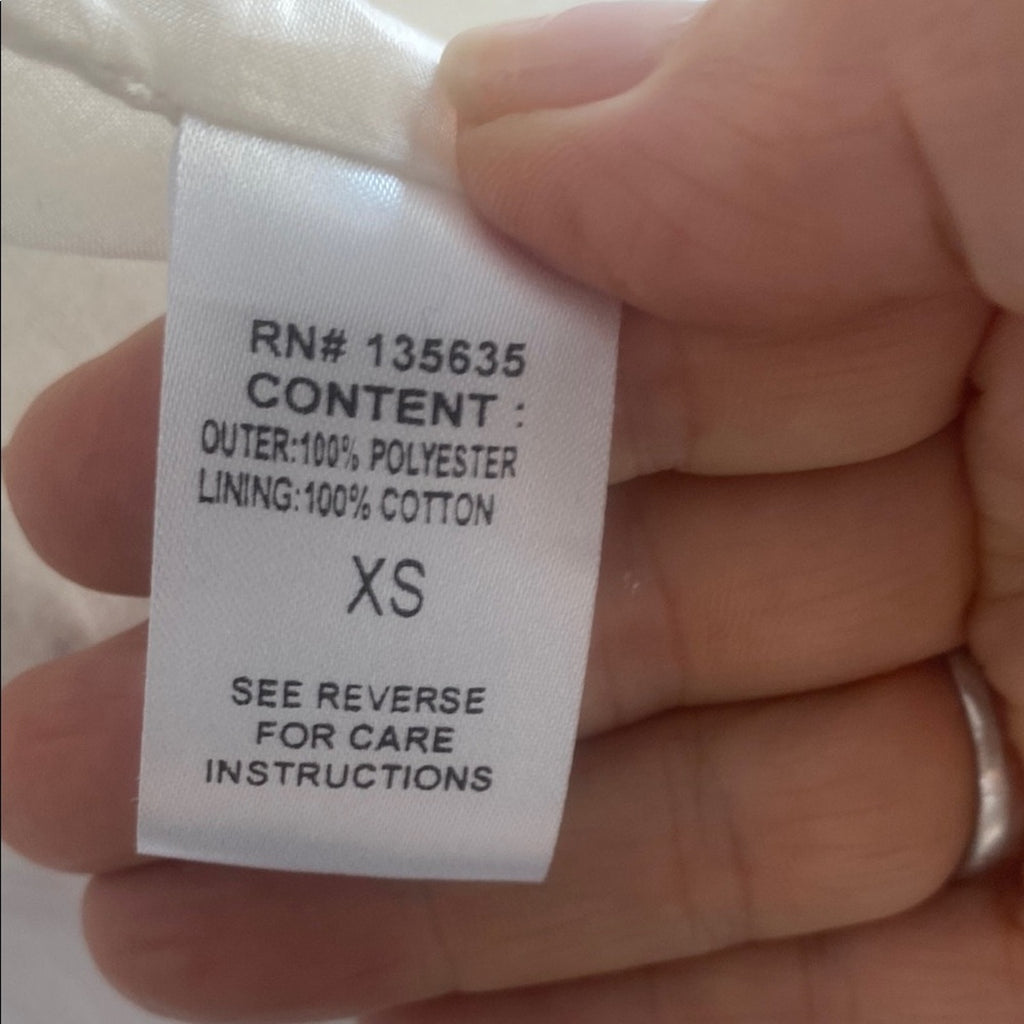 RN# 135635
CONTENT :
OUTER:100% POLYESTER
LINING:100% COTTON
XS
SEE REVERSE
FOR CARE
INSTRUCTIONS